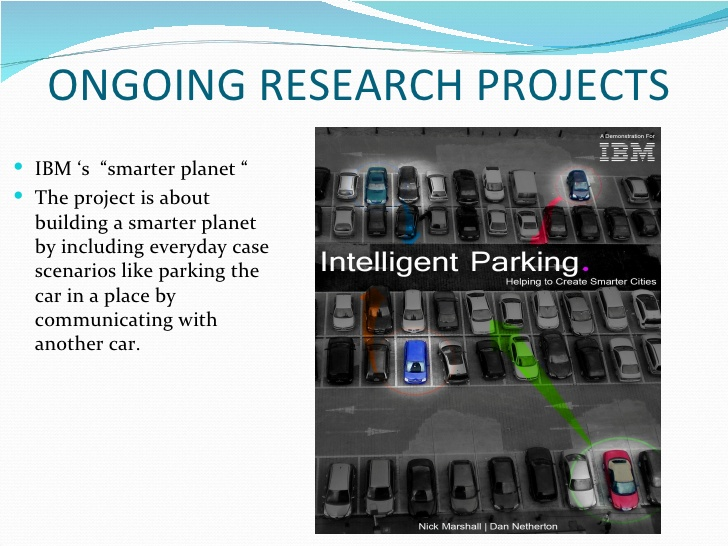 ONGOING RESEARCH PROJECTS
IBM ‘s “smarter planet “
The project is about
building a smarter planet
by including everyday case
scenarios like parking the
car in a place by
communicating with
another car.
A Demonstration For
IBM
Intelligent Parking.
Helping to Create Smarter Cities
Nick Marshall | Dan Netherton